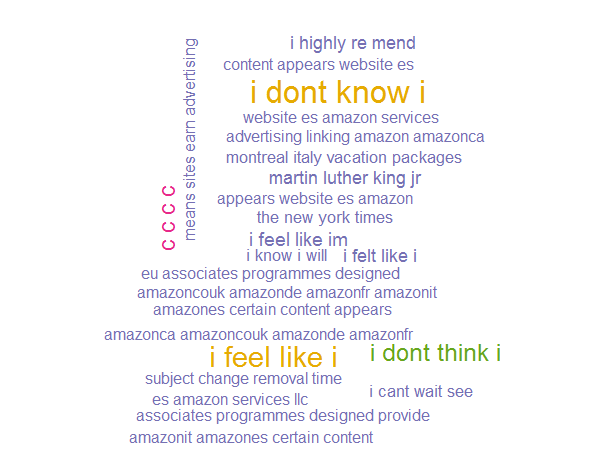 i highly re mend
means sites earn advertising
content appears website es
i dont know i
website es amazon services
advertising linking amazon amazonca
montreal italy vacation packages
martin luther king jr
c c c c
appears website es amazon
the new york times
i feel like im
i know i will
i felt like i
eu associates programmes designed
amazoncouk amazonde amazonfr amazonit
amazones certain content appears
amazonca amazoncouk amazonde amazonfr
i feel like i
i dont think i
subject change removal time
i cant wait see
es amazon services llc
associates programmes designed provide
amazonit amazones certain content